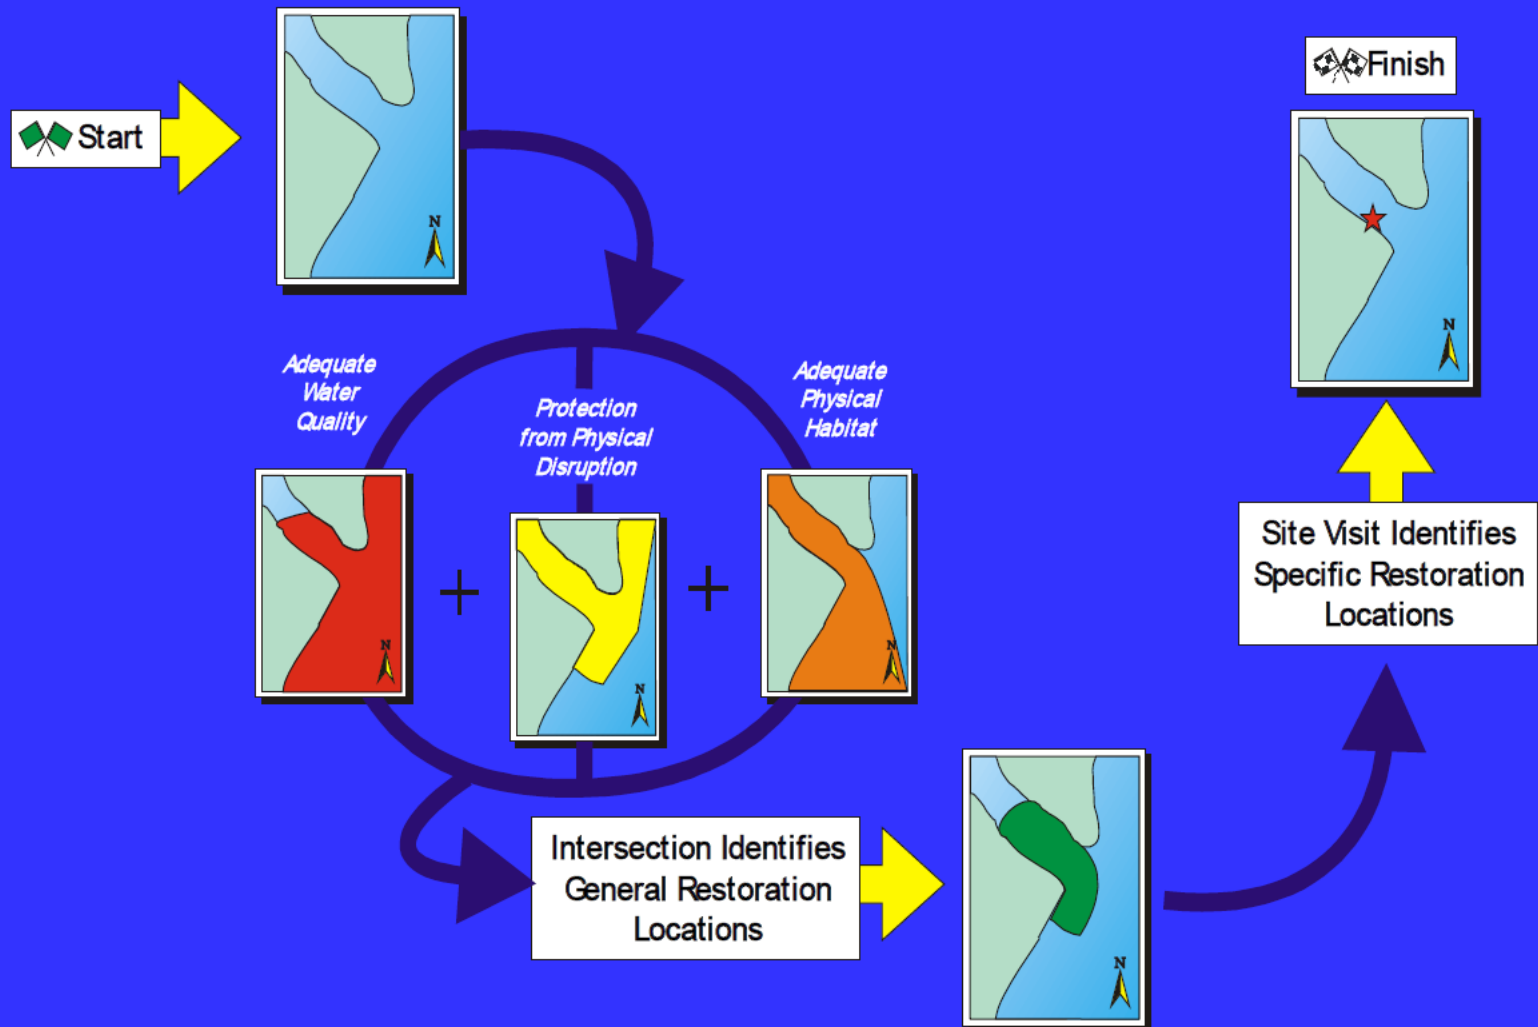 Start
N
Finish
N
Adequate
Water
Quality
Protection
from Physical
Disruption
Adequate
Physical
Habitat
N
+
N
+
N
Intersection Identifies
General Restoration
Locations
N
Site Visit Identifies
Specific Restoration
Locations